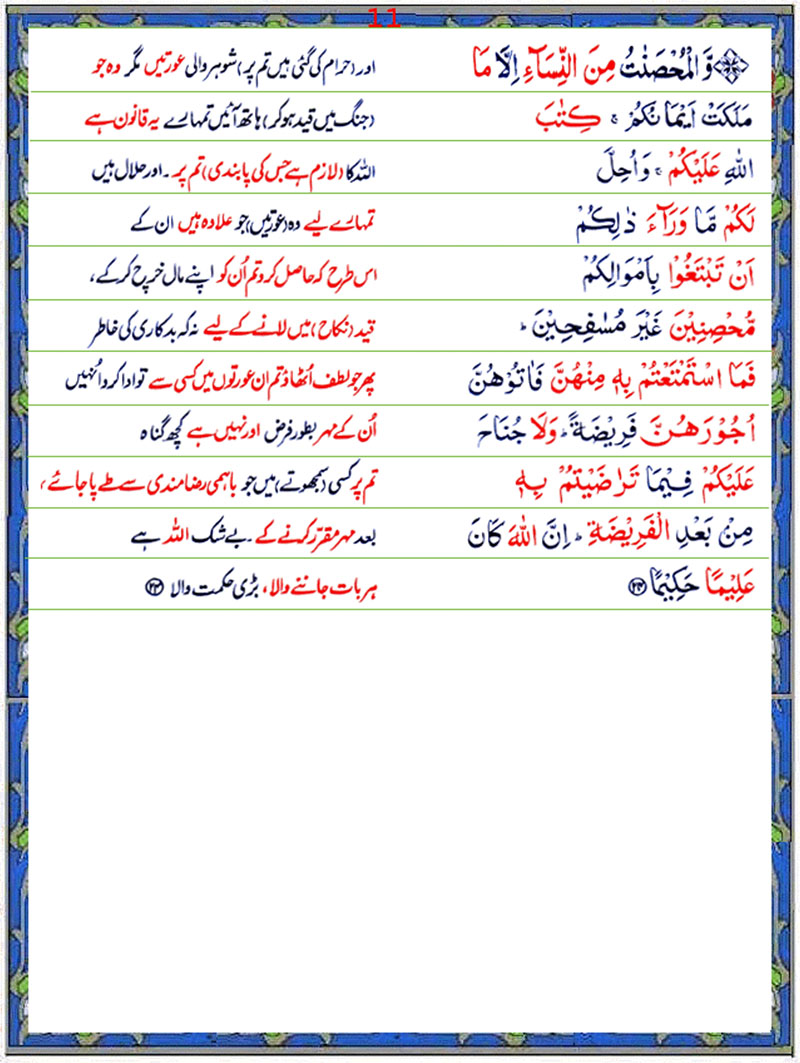 11
وَّالْمُحْصَنٰتُ مِنَ النِّسَآءِ اِلَّا مَا اور (حرام کی گئی ہیں تم پر) شوہر والی عورتیں مگر وہ جو
مَلَكَتْ اَيْمَانُكُمْ ۚ كِتٰبَ (جنگ میں قید ہو کر) ہاتھ آئیں تمہارے یہ قانون ہے
اللّٰهِ عَلَيْكُمْ ۚ وَاُحِلَّ اللہ کا (لازم ہے جس کی پابندی) تم پر ۔ اور حلال ہیں
لَكُمْ مَّا وَرَآءَ ذٰلِكُمْ تمہارے لیے وہ (عورتیں) جو علاوہ ہیں ان کے
اَنْ تَبْتَغُوْا بِاَمْوَالِكُمْ اس طرح کہ حاصل کرو تم اُن کو اپنے مال خرچ کر کے ،
مُّحْصِنِيْنَ غَيْرَ مُسٰفِحِيْنَ ؕ قید (نکاح) میں لانے کے لیے نہ کہ بدکاری کی خاطر
فَمَا اسْتَمْتَعْتُمْ بِهٖ مِنْهُنَّ فَاٰتُوْهُنَّ پھر جو لطف اُٹھاؤ تم ان عورتوں میں کسی سے تو ادا کرو اُنہیں
اُجُوْرَهُنَّ فَرِيْضَةً ؕ وَلَا جُنَاحَ اُن کے مہر بطور فرض اور نہیں ہے کچھ گناہ
عَلَيْكُمْ فِيْمَا تَرٰضَيْتُمْ بِهٖ تم پر کسی (سمجھوتے) میں جو باہمی رضامندی سے طے پا جائے ،
مِنْۢ بَعْدِ الْفَرِيْضَةِ ؕ اِنَّ اللّٰهَ كَانَ بعد مہر مقرّر کرنے کے ۔ بے شک اللہ ہے
عَلِيْمًا حَكِيْمًا ۲۴ ہر بات جاننے والا، بڑی حکمت والا ۲۴